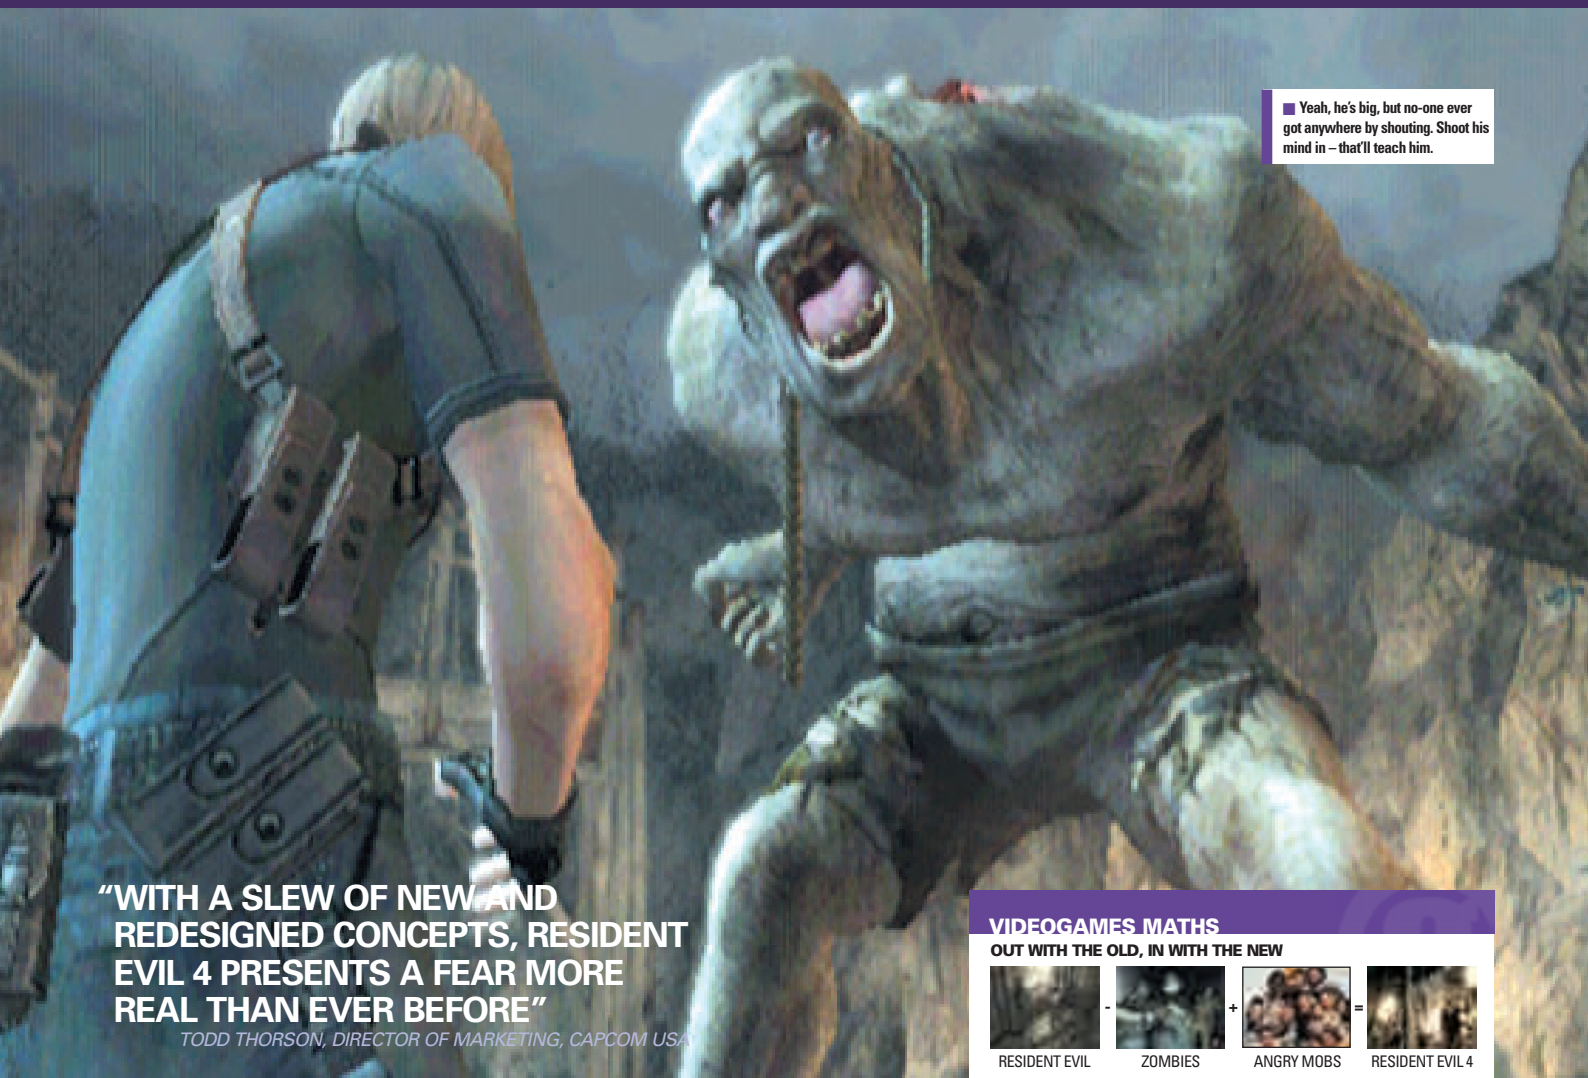 ■ Yeah, he's big, but no-one ever
got anywhere by shouting. Shoot his
mind in – that'll teach him.
“WITH A SLEW OF NEW AND
REDESIGNED CONCEPTS, RESIDENT
EVIL 4 PRESENTS A FEAR MORE
REAL THAN EVER BEFORE”
TODD THORSON, DIRECTOR OF MARKETING, CAPCOM USA
VIDEOGAMES MATHS
OUT WITH THE OLD, IN WITH THE NEW
- + =
RESIDENT EVIL ZOMBIES ANGRY MOBS RESIDENT EVIL 4